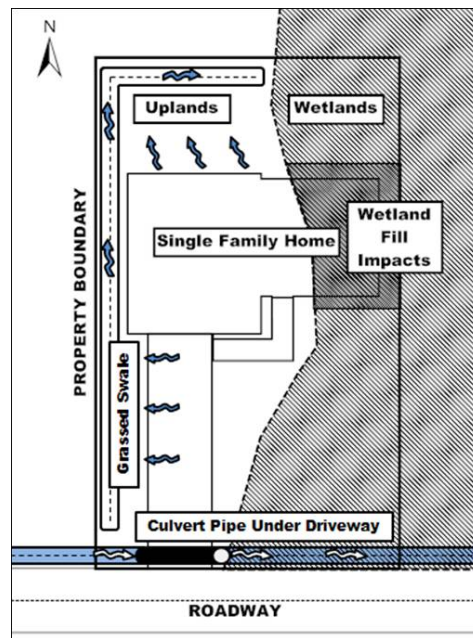 N
Uplands
Wetlands
Single Family Home
Wetland
Fill
Impacts
PROPERTY BOUNDARY
Grassed Swale
Culvert Pipe Under Driveway
ROADWAY